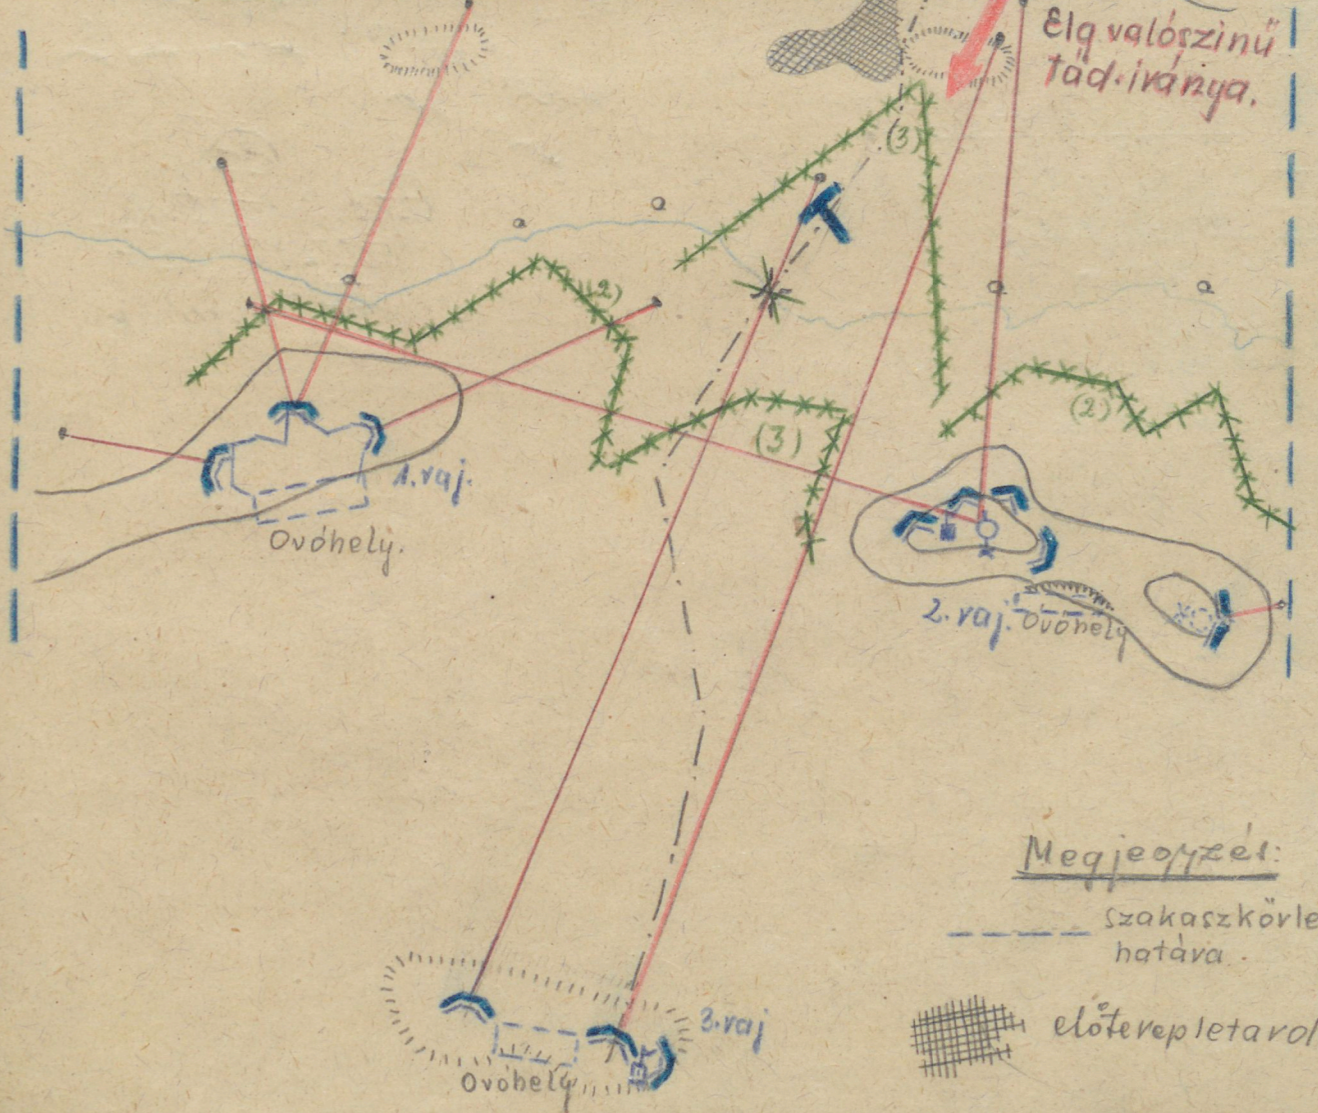 Elg valószinű
Tád. iránya.
(3)
(2)
(3)
(2)
1. raj.
Ovóhely.
2. raj. Ovóhely
Megjegyzés:
szakaszkörle
határa.
3. raj
Ovóhely
előterepletarol